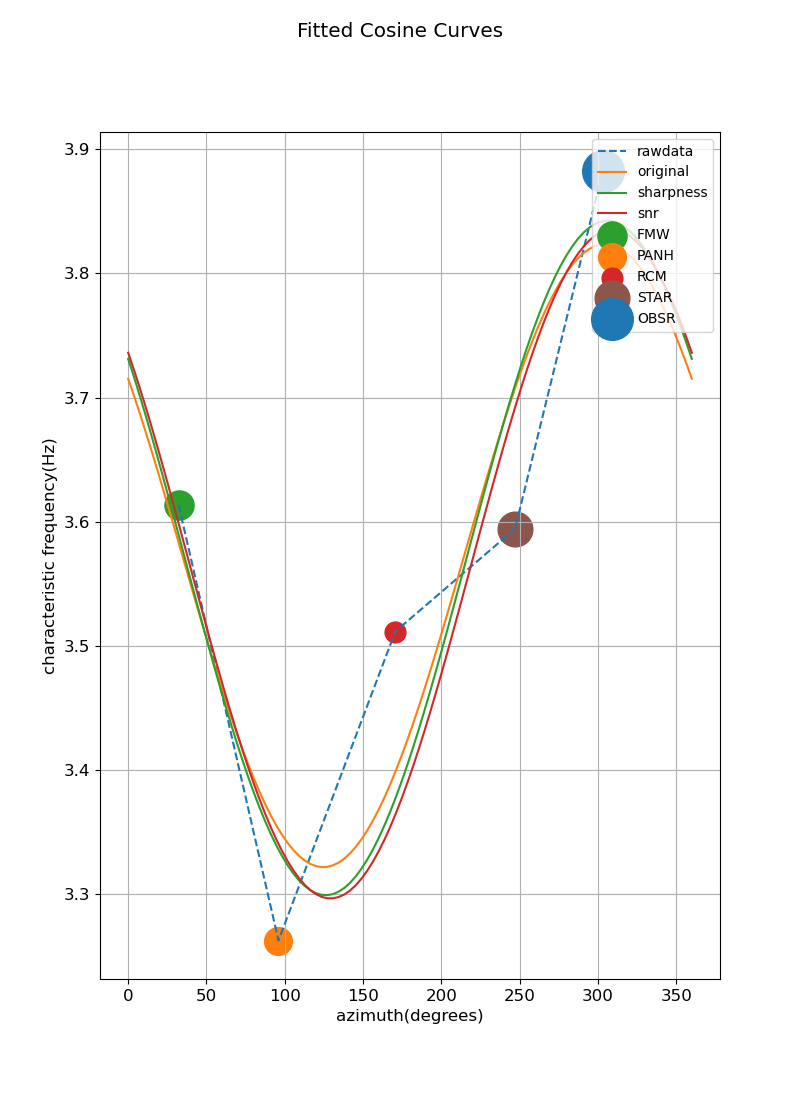 Fitted Cosine Curves
3.9
3.8
3.7
3.6
3.5
3.4
3.3
characteristic frequency(Hz)
rawdata
original
sharpness
snr
FMW
PANH
RCM
STAR
OBSR
0 50 100 150 200 250 300 350
azimuth(degrees)